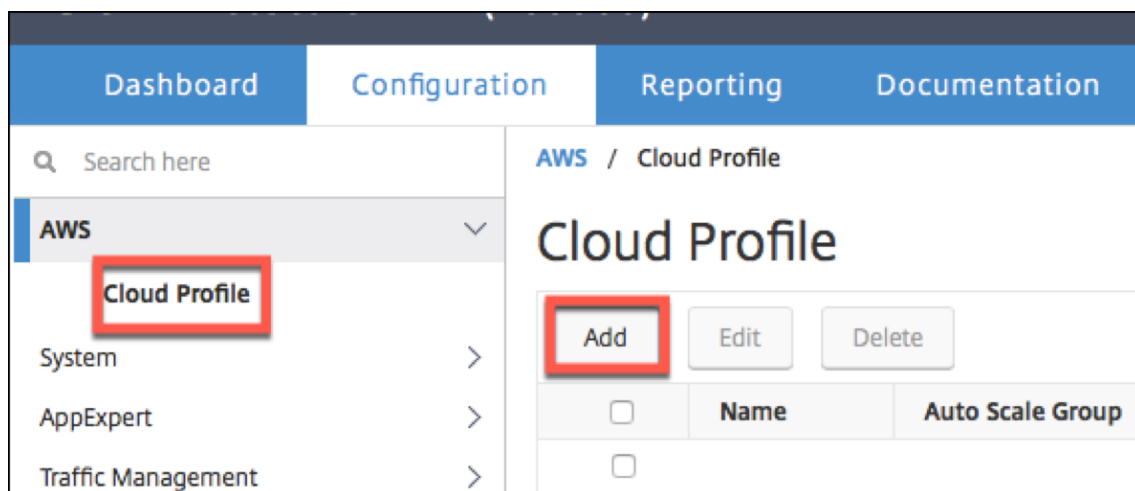 Dashboard Configuration Reporting Documentation
Search here
AWS
Cloud Profile
System
AppExpert
Traffic Management
AWS / Cloud Profile
Cloud Profile
Add Edit Delete
Name Auto Scale Group